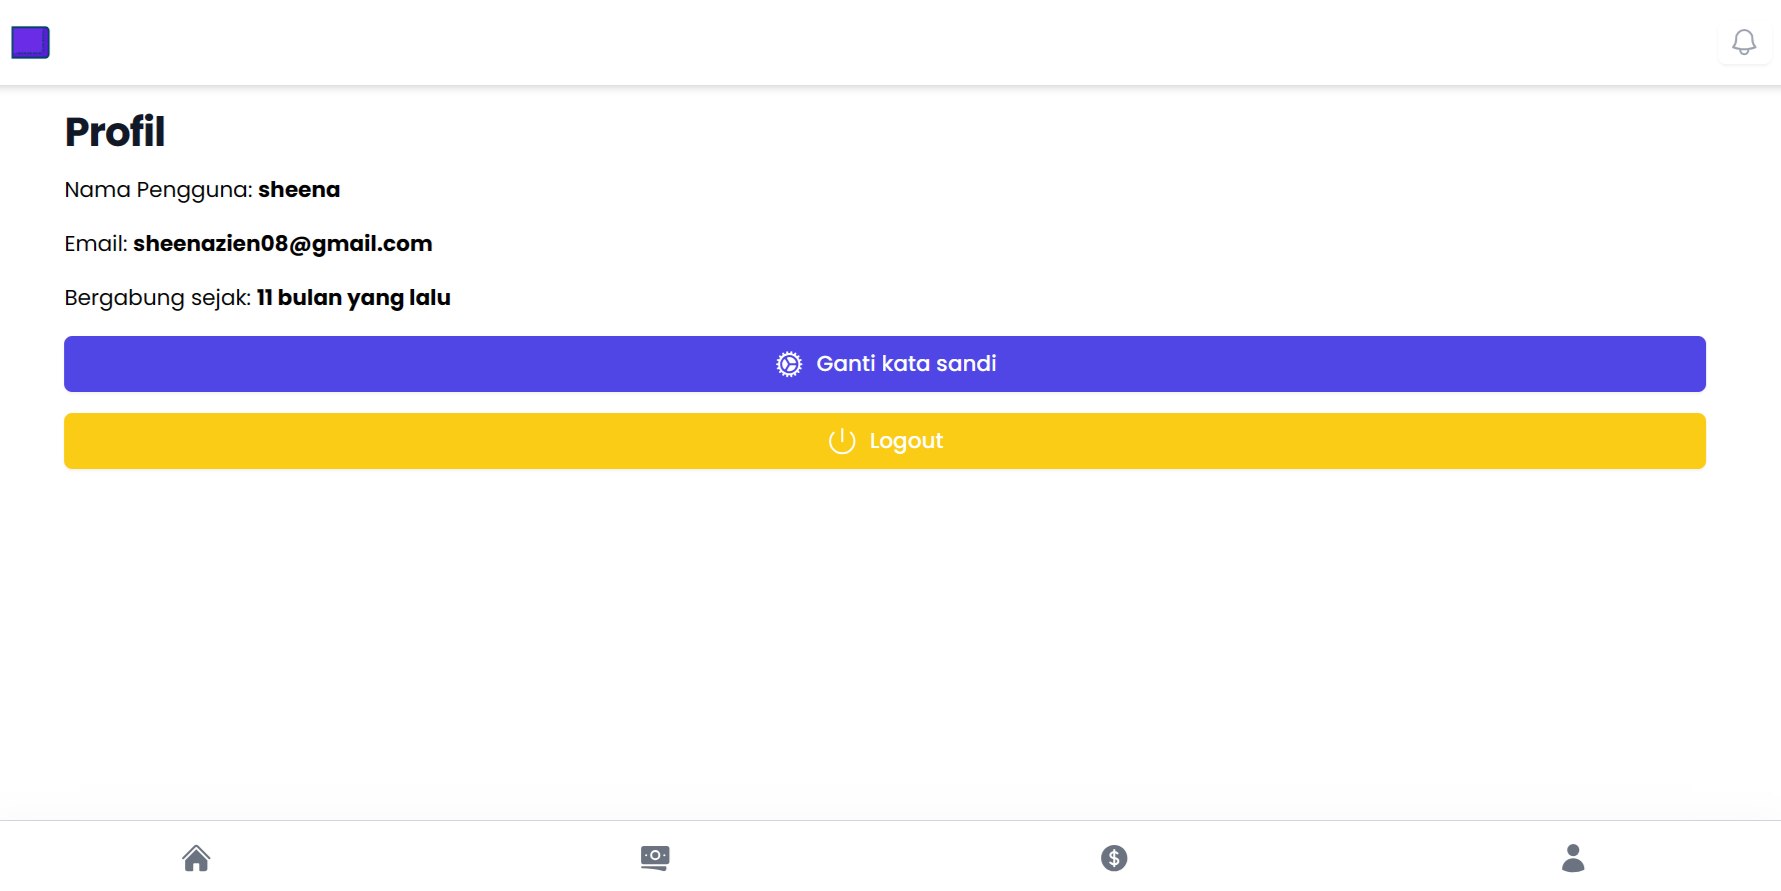 Profil
Nama Pengguna: sheena
Email: sheenazien08@gmail.com
Bergabung sejak: 11 bulan yang lalu
Ganti kata sandi
Logout